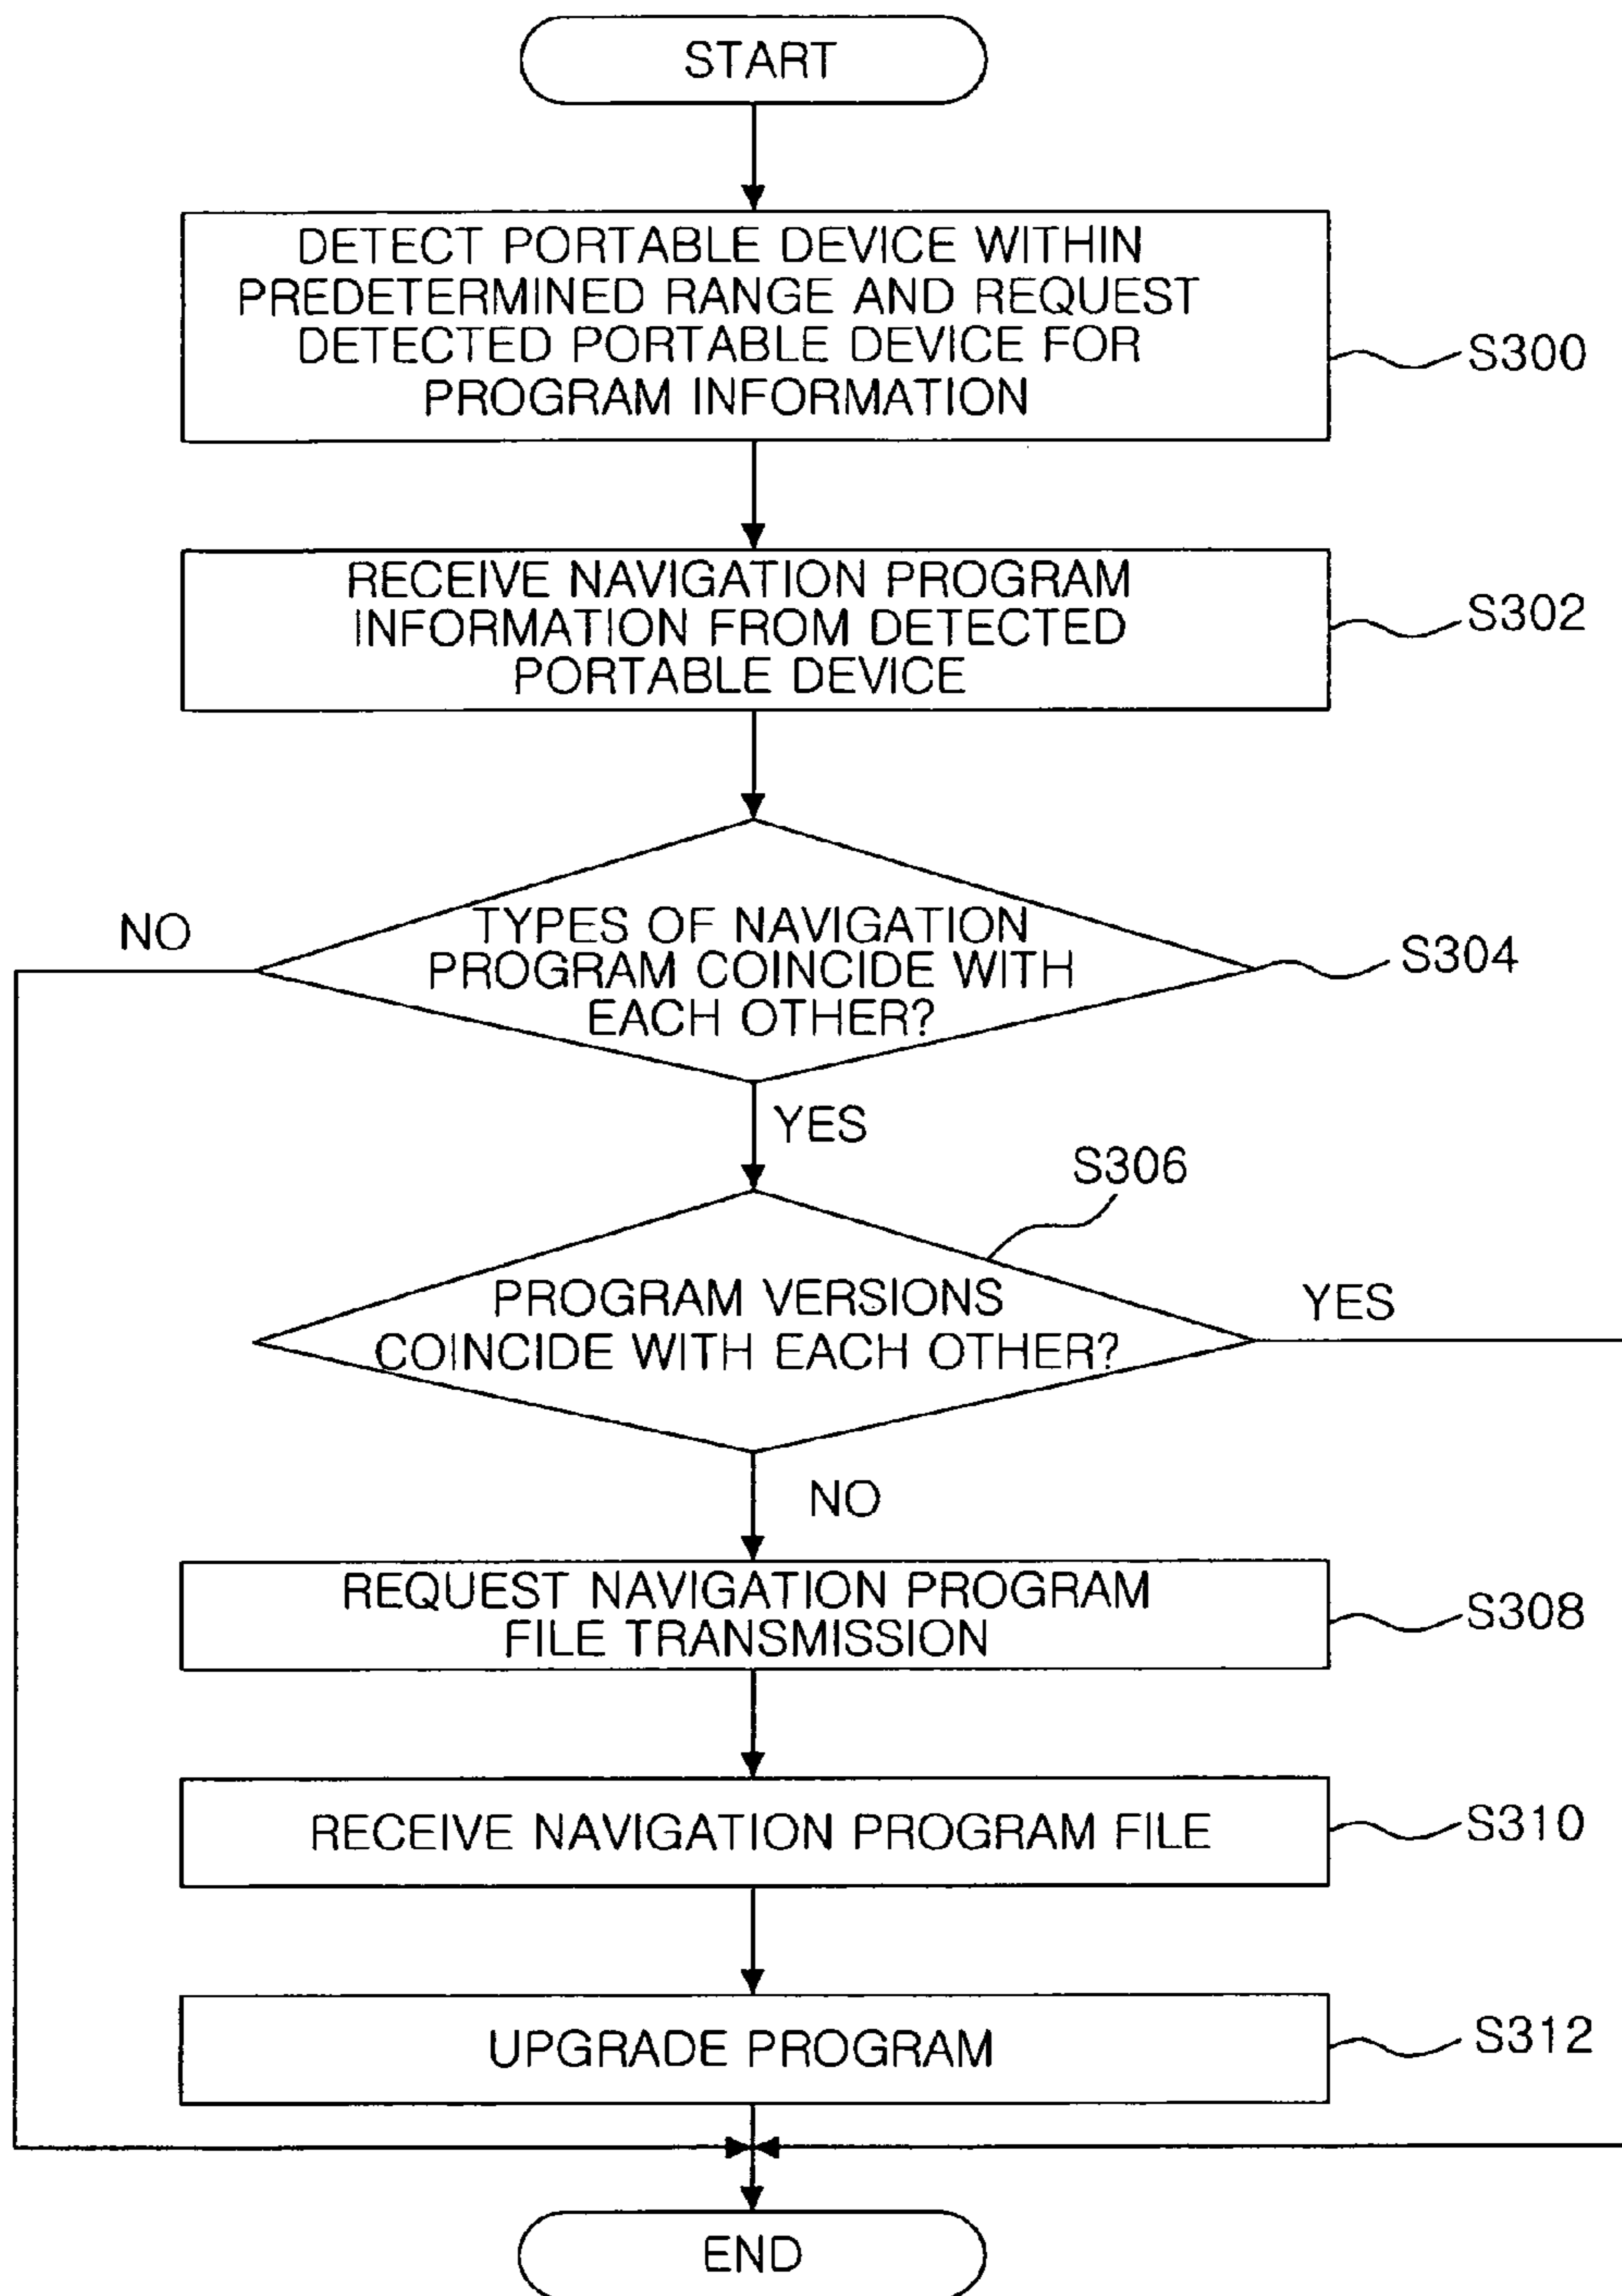 START
DETECT PORTABLE DEVICE WITHIN
PREDETERMINED RANGE AND REQUEST
DETECTED PORTABLE DEVICE FOR
PROGRAM INFORMATION
S300
RECEIVE NAVIGATION PROGRAM
INFORMATION FROM DETECTED
PORTABLE DEVICE
S302
NO
TYPES OF NAVIGATION
PROGRAM COINCIDE WITH
EACH OTHER?
S304
YES
S306
PROGRAM VERSIONS
COINCIDE WITH EACH OTHER?
YES
NO
REQUEST NAVIGATION PROGRAM
FILE TRANSMISSION
S308
RECEIVE NAVIGATION PROGRAM FILE
S310
UPGRADE PROGRAM
S312
END